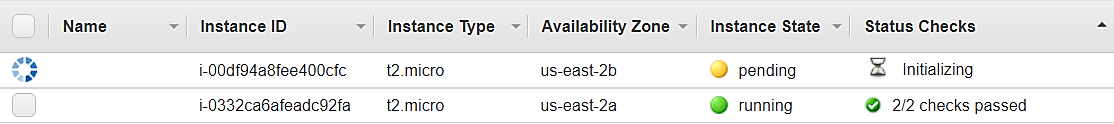 Name Instance ID Instance Type Availability Zone Instance State Status Checks
i-00df94a8fee400cfc t2.micro us-east-2b pending Initializing
i-0332ca6afeadc92fa t2.micro us-east-2a running 2/2 checks passed